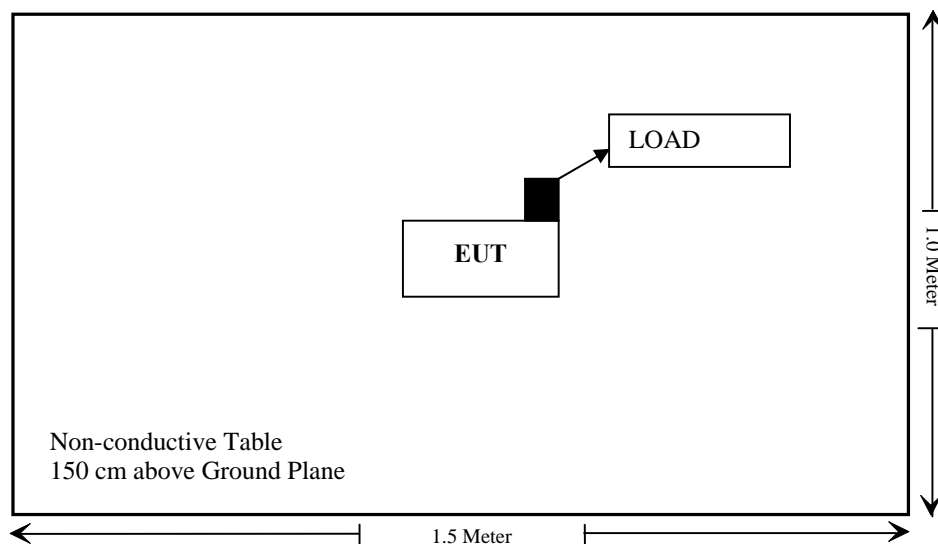 LOAD
EUT
1.0 Meter
Non-conductive Table
150 cm above Ground Plane
1.5 Meter